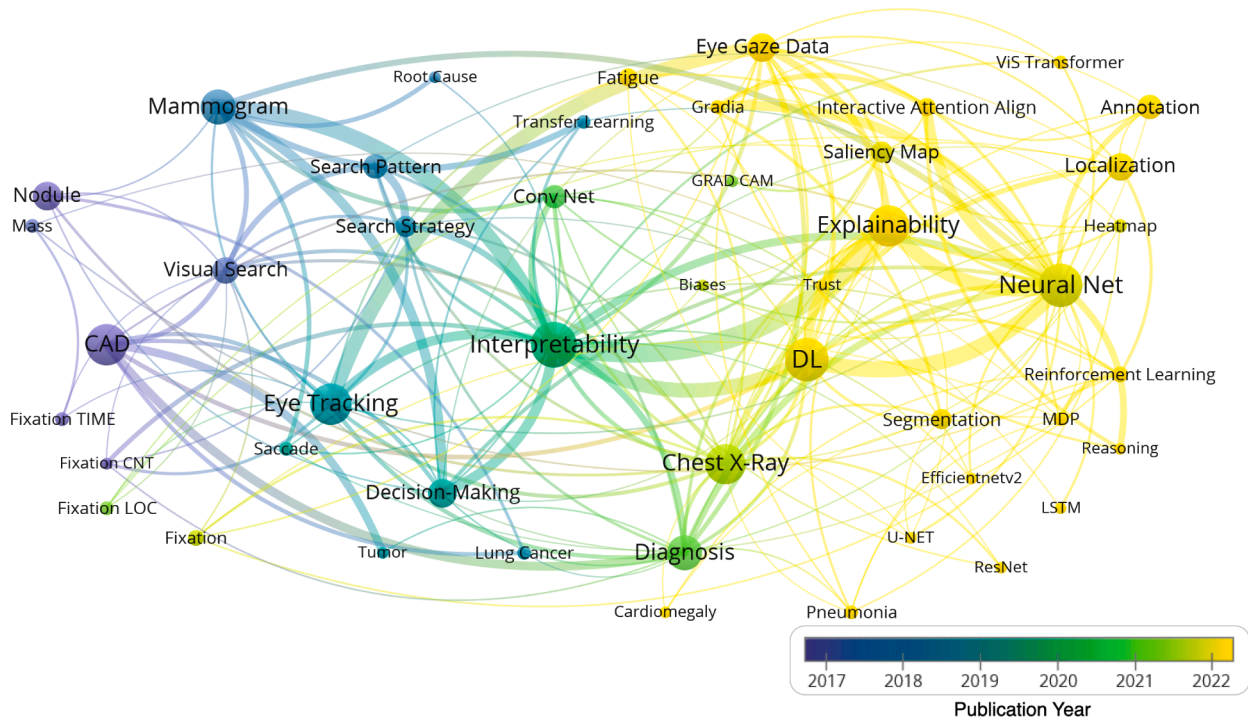 Eye Gaze Data
ViS Transformer
Root Cause
Fatigue
Mammogram
Gradia
Interactive Attention Align
Annotation
Transfer Learning
Saliency Map
Search Pattern
Localization
GRAD CAM
Nodule
Conv Net
Mass
Search Strategy
Explainability
Heatmap
Visual Search
Biases
Trust
Neural Net
CAD
Interpretability
DL
Reinforcement Learning
Eye Tracking
Fixation TIME
Segmentation
MDP
Saccade
Reasoning
Fixation CNT
Chest X-Ray
Efficientnetv2
Decision-Making
Fixation LOC
LSTM
Fixation
U-NET
Tumor
Lung Cancer
Diagnosis
ResNet
Cardiomegaly
Pneumonia
2017 2018 2019 2020 2021 2022
Publication Year